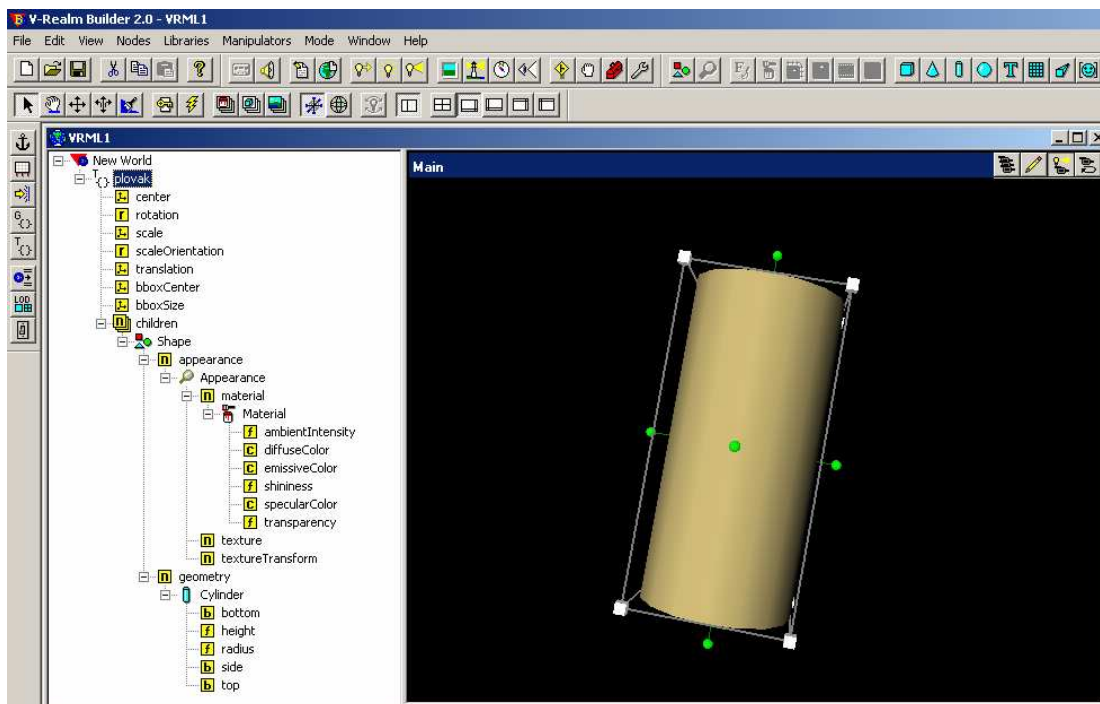 V-Realm Builder 2.0 - VRML1
File Edit View Nodes Libraries Manipulators Mode Window Help
VRML1
New World
Main
plovak
center
rotation
scale
scaleOrientation
translation
bboxCenter
bboxSize
children
Shape
appearance
Appearance
material
Material
ambientIntensity
diffuseColor
emissiveColor
shininess
specularColor
transparency
texture
textureTransform
geometry
Cylinder
bottom
height
radius
side
top